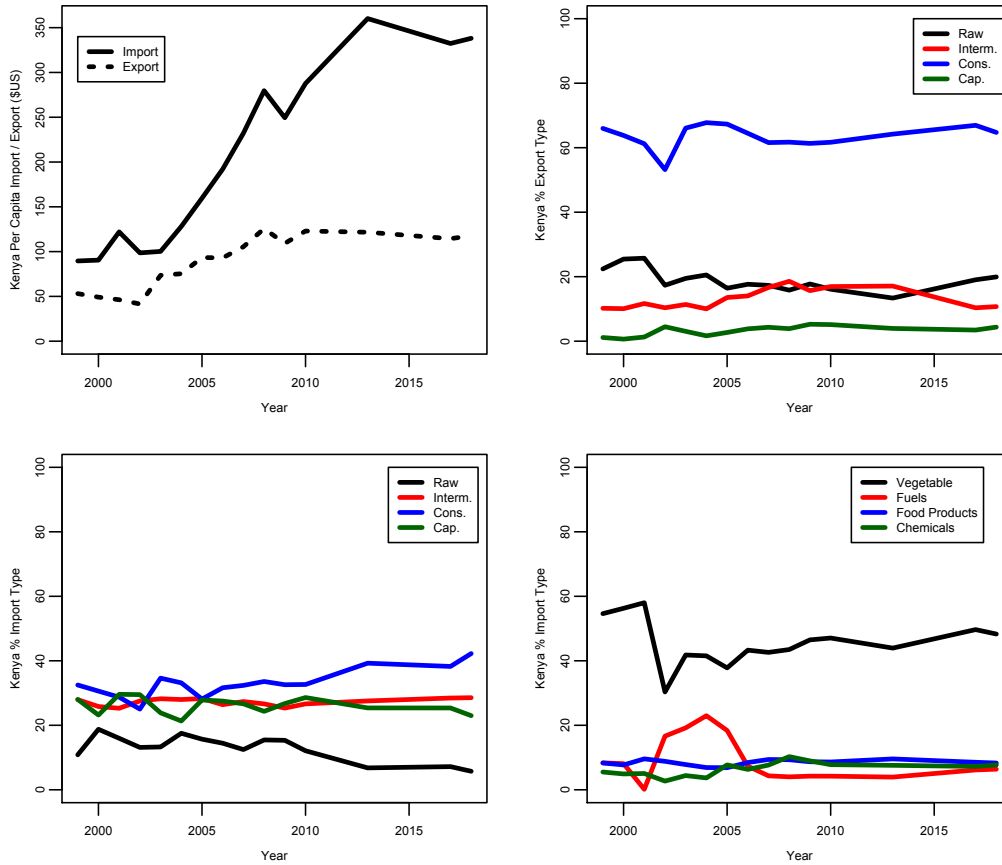 Kenya Per Capita Import / Export ($US)
0
50
100
150
200
250
300
350
Import
Export
2000
2005
2010
2015
Year
Kenya % Export Type
0
20
40
60
80
100
Raw
Interm.
Cons.
Cap.
2000
2005
2010
2015
Year
Kenya % Import Type
0
20
40
60
80
100
Raw
Interm.
Cons.
Cap.
2000
2005
2010
2015
Year
Kenya % Import Type
0
20
40
60
80
100
Vegetable
Fuels
Food Products
Chemicals
2000
2005
2010
2015
Year